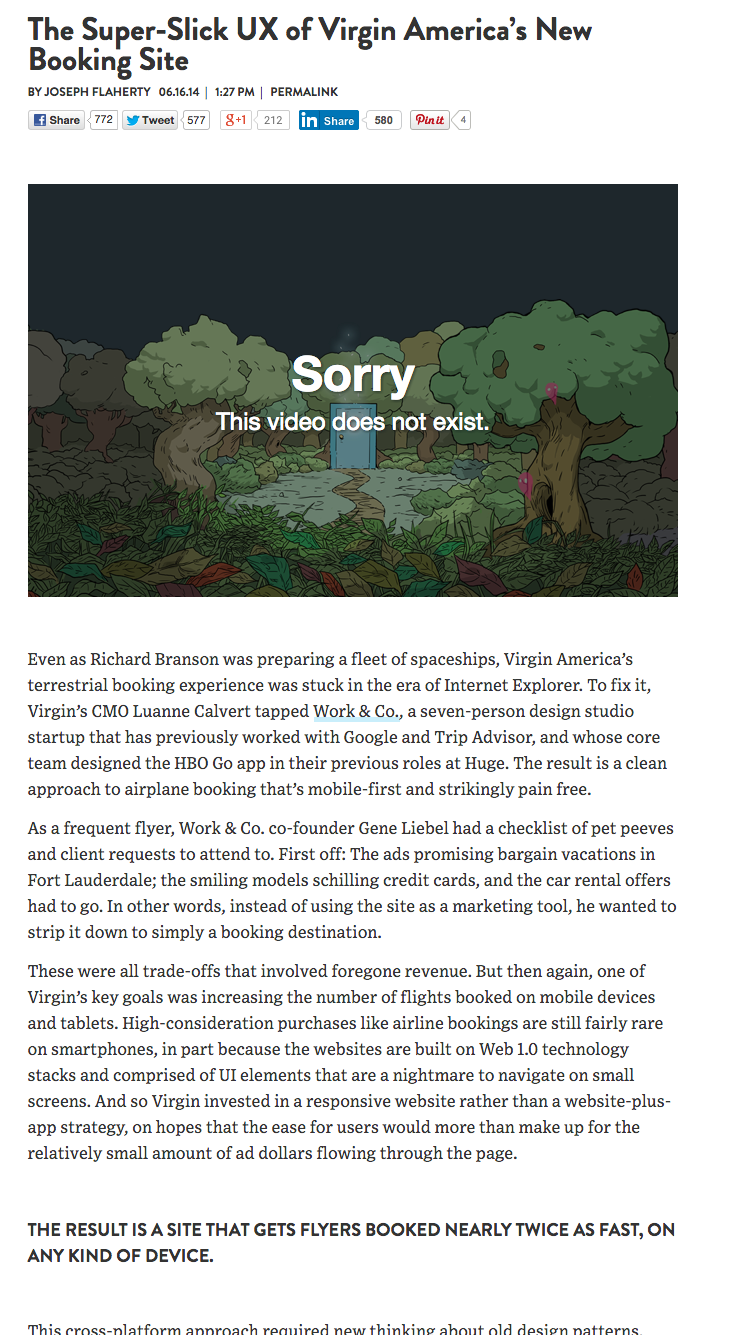 The Super-Slick UX of Virgin America’s New
Booking Site
BY JOSEPH FLAHERTY 06.16.14 | 1:27 PM | PERMALINK
Share 772 Tweet 577 g+1 212 in Share 580 Pin it 4
Sorry
This video does not exist.
Even as Richard Branson was preparing a fleet of spaceships, Virgin America’s
terrestrial booking experience was stuck in the era of Internet Explorer. To fix it,
Virgin’s CMO Luanne Calvert tapped Work & Co., a seven-person design studio
startup that has previously worked with Google and Trip Advisor, and whose core
team designed the HBO Go app in their previous roles at Huge. The result is a clean
approach to airplane booking that’s mobile-first and strikingly pain free.
As a frequent flyer, Work & Co. co-founder Gene Liebel had a checklist of pet peeves
and client requests to attend to. First off: The ads promising bargain vacations in
Fort Lauderdale; the smiling models schilling credit cards, and the car rental offers
had to go. In other words, instead of using the site as a marketing tool, he wanted to
strip it down to simply a booking destination.
These were all trade-offs that involved foregone revenue. But then again, one of
Virgin’s key goals was increasing the number of flights booked on mobile devices
and tablets. High-consideration purchases like airline bookings are still fairly rare
on smartphones, in part because the websites are built on Web 1.0 technology
stacks and comprised of UI elements that are a nightmare to navigate on small
screens. And so Virgin invested in a responsive website rather than a website-plus-
app strategy, on hopes that the ease for users would more than make up for the
relatively small amount of ad dollars flowing through the page.
THE RESULT IS A SITE THAT GETS FLYERS BOOKED NEARLY TWICE AS FAST, ON
ANY KIND OF DEVICE.
This cross-platform approach required new thinking about old design patterns.